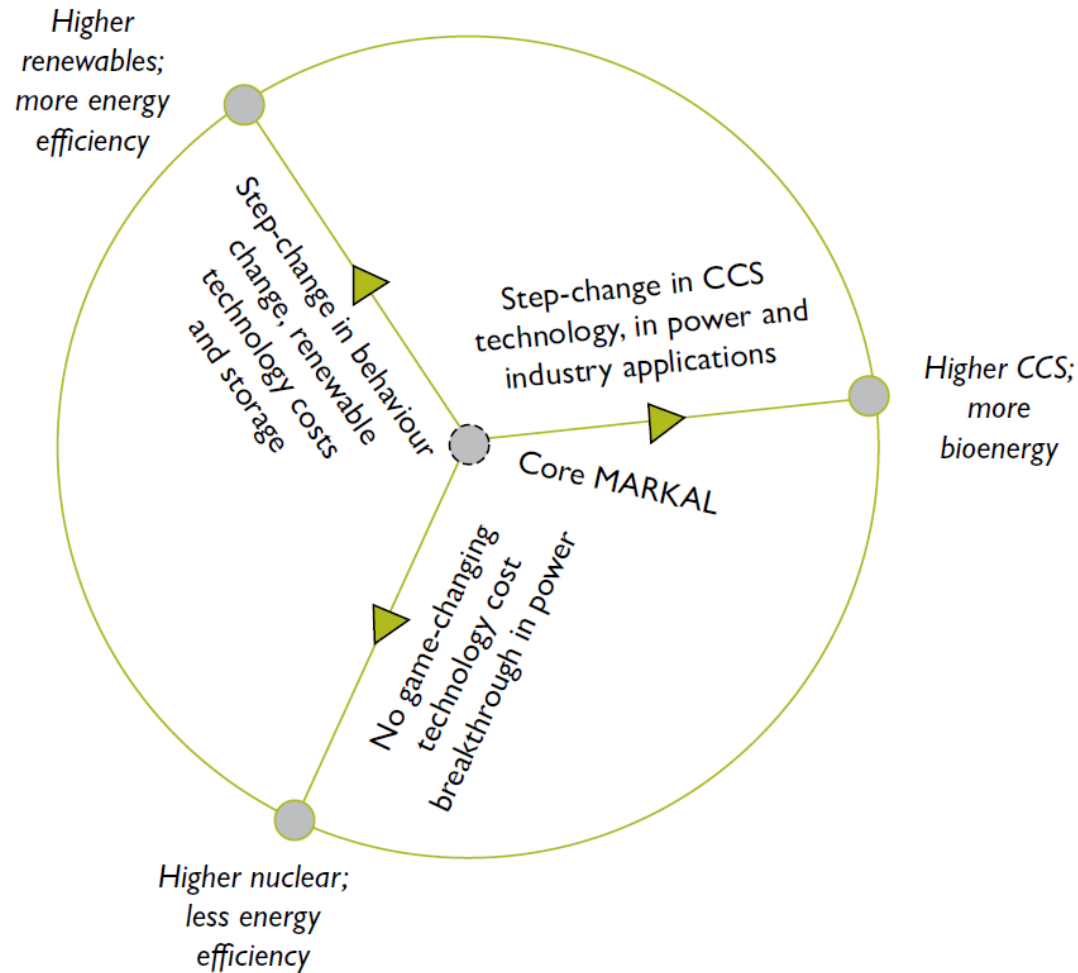 Higher
renewables;
more energy
efficiency
Step-change in behaviour
change, renewable
technology costs
and storage
Step-change in CCS
technology, in power and
industry applications
Higher CCS;
more
bioenergy
Core MARKAL
No game-changing
technology cost
breakthrough in power
Higher nuclear;
less energy
efficiency